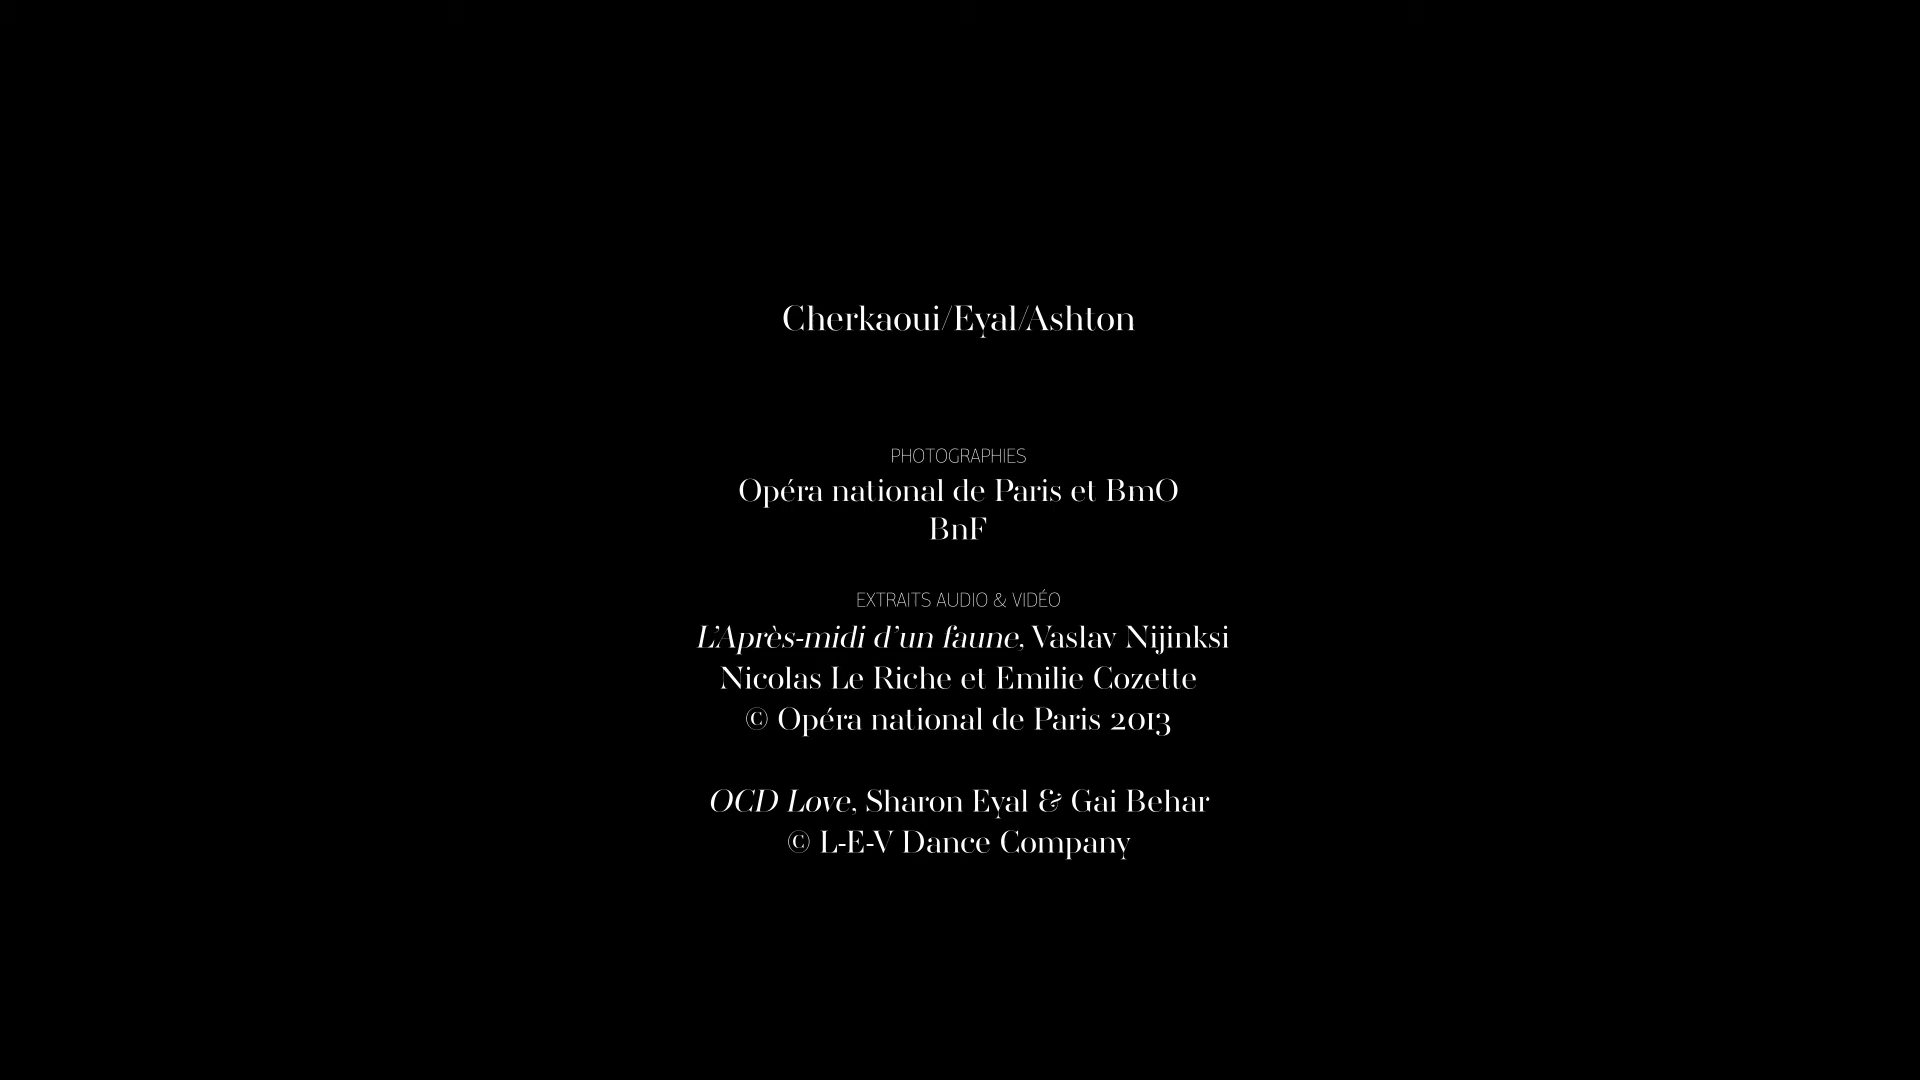 Cherkaoui/Eyal/Ashton
PHOTOGRAPHIES
Opéra national de Paris et BmO
BnF
EXTRAITS AUDIO & VIDÉO
L’Après-midi d’un faune, Vaslav Nijinksi
Nicolas Le Riche et Emilie Cozette
© Opéra national de Paris 2013
OCD Love, Sharon Eyal & Gai Behar
© L-E-V Dance Company